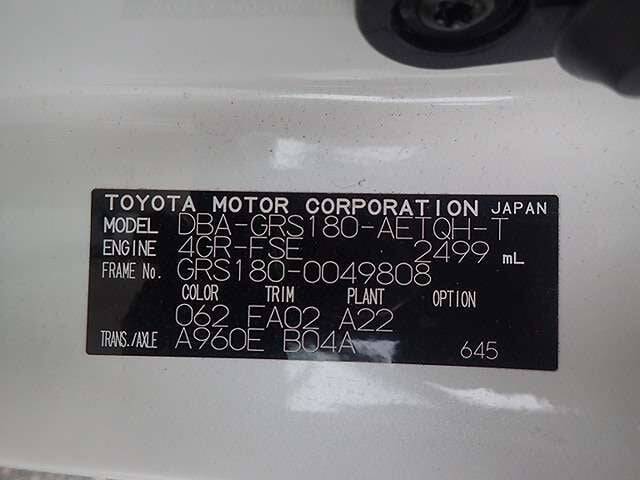 TOYOTA MOTOR CORPORATION JAPAN
MODEL DBA-GRS180-AETQH-T
ENGINE 4GR-FSE 2499 mL
FRAME No. GRS180-0049808
COLOR TRIM PLANT OPTION
062 FA02 A22
TRANS./AXLE A960E B04A 645